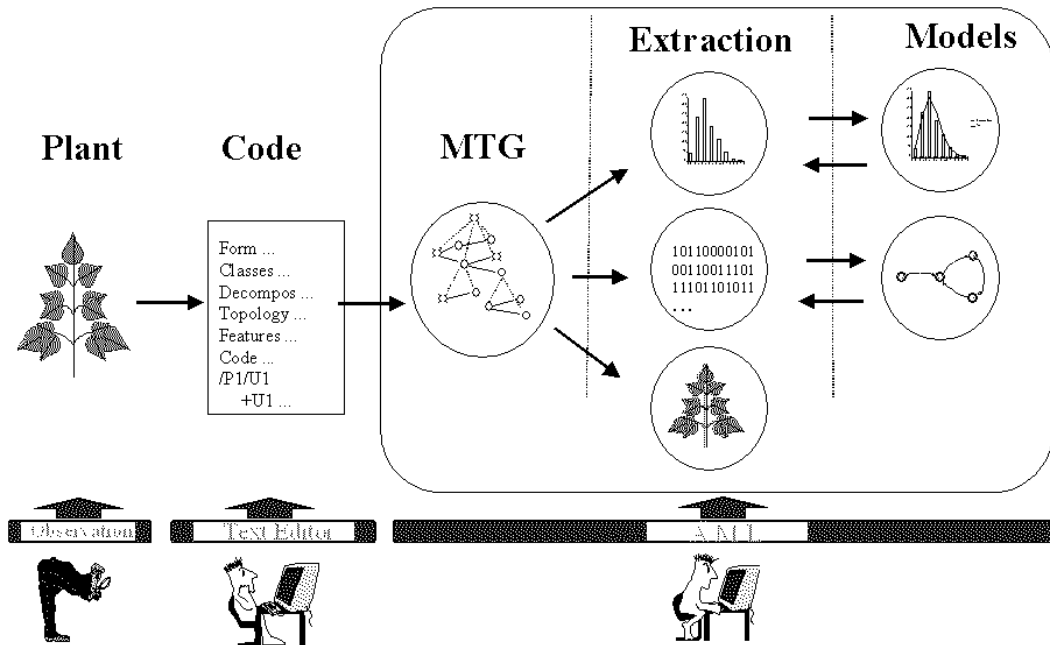 Extraction
Models
Plant
Code
MTG
Form ...
Classes ...
Decompos ...
Topology ...
Features ...
Code ...
/P1/U1
+U1 ...
10110000101
00110011101
11101101011
...
Observation
Text Editor
A M L